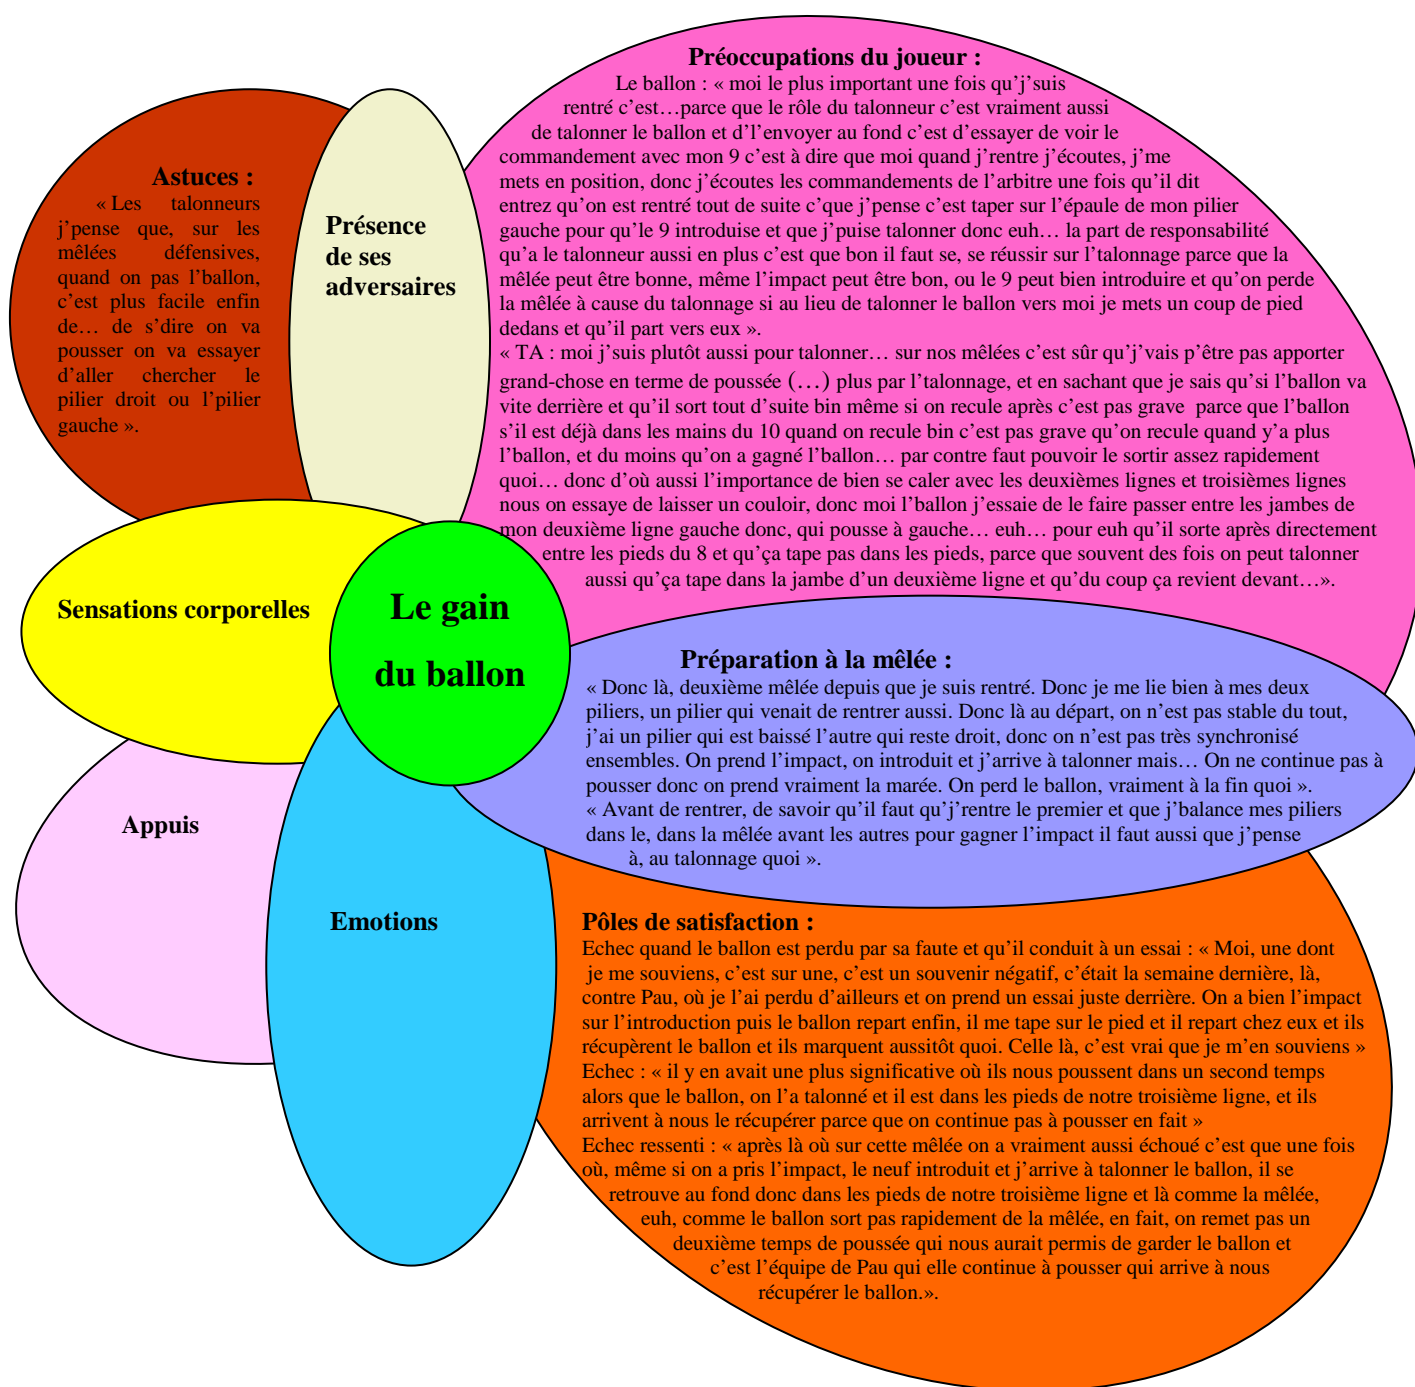 Préoccupations du joueur :
Le ballon : « moi le plus important une fois qu’j’suis
rentré c’est…parce que le rôle du talonneur c’est vraiment aussi
de talonner le ballon et d’l’envoyer au fond c’est d’essayer de voir le
commandement avec mon 9 c’est à dire que moi quand j’rentre j’écoutes, j’me
mets en position, donc j’écoutes les commandements de l’arbitre une fois qu’il dit
entrez qu’on est rentré tout de suite c’que j’pense c’est taper sur l’épaule de mon pilier
gauche pour qu’le 9 introduise et que j’puise talonner donc euh… la part de responsabilité
qu’a le talonneur aussi en plus c’est que bon il faut se, se réussir sur l’talonnage parce que la
mêlée peut être bonne, même l’impact peut être bon, ou le 9 peut bien introduire et qu’on perde
la mêlée à cause du talonnage si au lieu de talonner le ballon vers moi je mets un coup de pied
dedans et qu’il part vers eux ».
« TA : moi j’suis plutôt aussi pour talonner… sur nos mêlées c’est sûr qu’j’vais p’être pas apporter
grand-chose en terme de poussée (…) plus par l’talonnage, et en sachant que je sais qu’si l’ballon va
vite derrière et qu’il sort tout d’suite bin même si on recule après c’est pas grave parce que l’ballon
s’il est déjà dans les mains du 10 quand on recule bin c’est pas grave qu’on recule quand y’a plus
l’ballon, et du moins qu’on a gagné l’ballon… par contre faut pouvoir le sortir assez rapidement
quoi… donc d’où aussi l’importance de bien se caler avec les deuxièmes lignes et troisièmes lignes
nous on essaye de laisser un couloir, donc moi l’ballon j’essaie de le faire passer entre les jambes de
mon deuxième ligne gauche donc, qui pousse à gauche… euh… pour euh qu’il sorte après directement
entre les pieds du 8 et qu’ça tape pas dans les pieds, parce que souvent des fois on peut talonner
aussi qu’ça tape dans la jambe d’un deuxième ligne et qu’du coup ça revient devant…».
Astuces :
« Les talonneurs
j’pense que, sur les
mêlées défensives,
quand on pas l’ballon,
c’est plus facile enfin
de… de s’dire on va
pousser on va essayer
d’aller chercher le
pilier droit ou l’pilier
gauche ».
Présence
de ses
adversaires
Sensations corporelles
Le gain
du ballon
Préparation à la mêlée :
« Donc là, deuxième mêlée depuis que je suis rentré. Donc je me lie bien à mes deux
piliers, un pilier qui venait de rentrer aussi. Donc là au départ, on n’est pas stable du tout,
j’ai un pilier qui est baissé l’autre qui reste droit, donc on n’est pas très synchronisé
ensembles. On prend l’impact, on introduit et j’arrive à talonner mais… On ne continue pas à
pousser donc on prend vraiment la marée. On perd le ballon, vraiment à la fin quoi ».
« Avant de rentrer, de savoir qu’il faut qu’j’rentre le premier et que j’balance mes piliers
dans le, dans la mêlée avant les autres pour gagner l’impact il faut aussi que j’pense
à, au talonnage quoi ».
Appuis
Emotions
Pôles de satisfaction :
Echec quand le ballon est perdu par sa faute et qu’il conduit à un essai : « Moi, une dont
je me souviens, c’est sur une, c’est un souvenir négatif, c’était la semaine dernière, là,
contre Pau, où je l’ai perdu d’ailleurs et on prend un essai juste derrière. On a bien l’impact
sur l’introduction puis le ballon repart enfin, il me tape sur le pied et il repart chez eux et ils
récupèrent le ballon et ils marquent aussitôt quoi. Celle là, c’est vrai que je m’en souviens »
Echec : « il y en avait une plus significative où ils nous poussent dans un second temps
alors que le ballon, on l’a talonné et il est dans les pieds de notre troisième ligne, et ils
arrivent à nous le récupérer parce que on continue pas à pousser en fait »
Echec ressenti : « après là où sur cette mêlée on a vraiment aussi échoué c’est que une fois
où, même si on a pris l’impact, le neuf introduit et j’arrive à talonner le ballon, il se
retrouve au fond donc dans les pieds de notre troisième ligne et là comme la mêlée,
euh, comme le ballon sort pas rapidement de la mêlée, en fait, on remet pas un
deuxième temps de poussée qui nous aurait permis de garder le ballon et
c’est l’équipe de Pau qui elle continue à pousser qui arrive à nous
récupérer le ballon.».